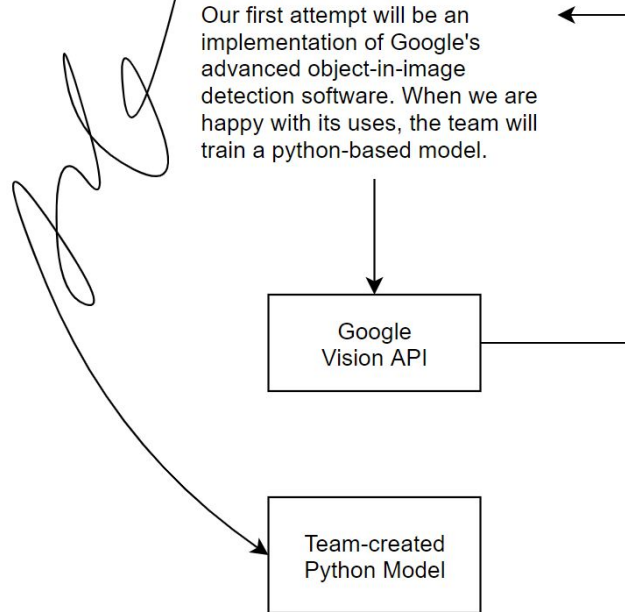 Our first attempt will be an
implementation of Google's
advanced object-in-image
detection software. When we are
happy with its uses, the team will
train a python-based model.
Google
Vision API
Team-created
Python Model